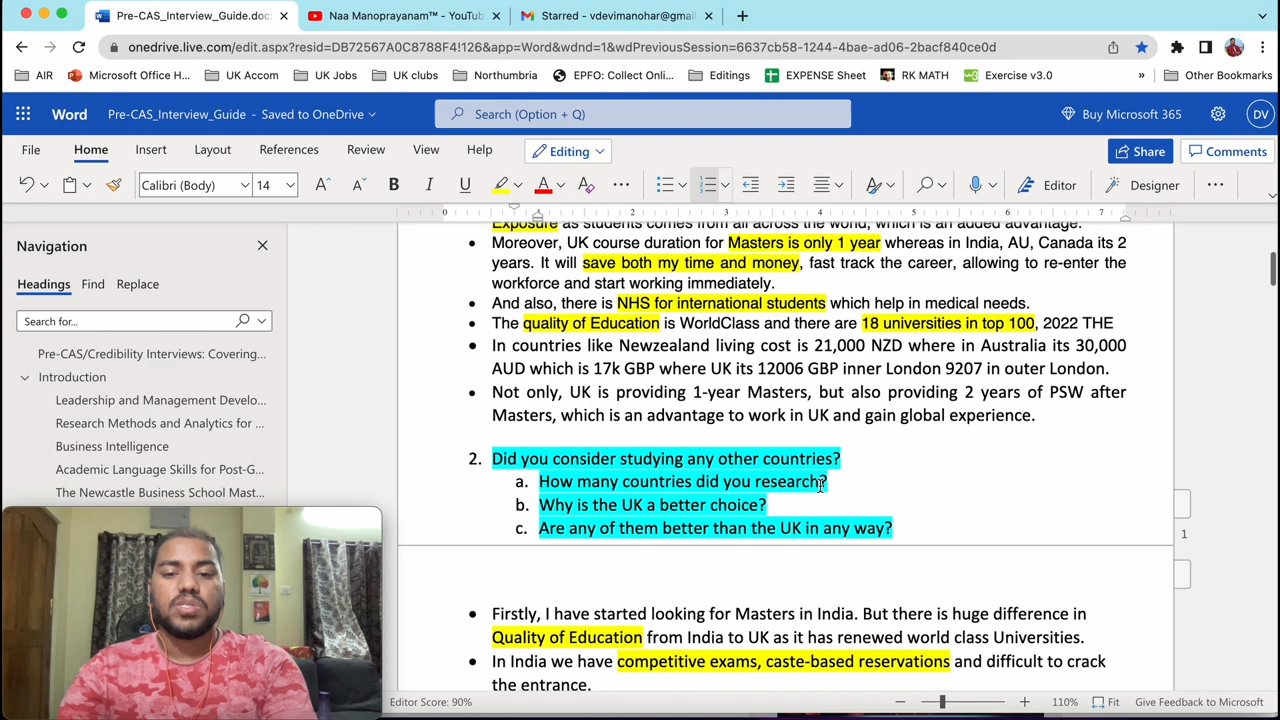 Pre-CAS_Interview_Guide.doc
Naa Manoprayanam™ - YouTub
Starred - vdevimanohar@gmai
onedrive.live.com/edit.aspx?resid=DB72567A0C8788F4!126&app=Word&wdnd=1&wdPreviousSession=6637cb58-1244-4bae-ad06-2bacf840ce0d
AIR
Microsoft Office H...
UK Accom
UK Jobs
UK clubs
Northumbria
EPFO: Collect Onl...
Editings
EXPENSE Sheet
RK MATH
Exercise v3.0
»
Other Bookmarks
Word
Pre-CAS_Interview_Guide - Saved to OneDrive
Search (Option + Q)
Buy Microsoft 365
DV
File
Home
Insert
Layout
References
Review
View
Help
Editing
Share
Comments
Calibri (Body)
14
Editor
Designer
0 1 2 3 4 5 6 7
Navigation
Headings
Find
Replace
Search for...
Pre-CAS/Credibility Interviews: Covering...
Introduction
Leadership and Management Develo...
Research Methods and Analytics for ...
Business Intelligence
Academic Language Skills for Post-G...
The Newcastle Business School Mast...
Exposure as students comes from all across the world, which is an added advantage.
• Moreover, UK course duration for Masters is only 1 year whereas in India, AU, Canada its 2
years. It will save both my time and money, fast track the career, allowing to re-enter the
workforce and start working immediately.
• And also, there is NHS for international students which help in medical needs.
• The quality of Education is WorldClass and there are 18 universities in top 100, 2022 THE
• In countries like Newzealand living cost is 21,000 NZD where in Australia its 30,000
AUD which is 17k GBP where UK its 12006 GBP inner London 9207 in outer London.
• Not only, UK is providing 1-year Masters, but also providing 2 years of PSW after
Masters, which is an advantage to work in UK and gain global experience.
2. Did you consider studying any other countries?
a. How many countries did you research?
b. Why is the UK a better choice?
c. Are any of them better than the UK in any way?
1
• Firstly, I have started looking for Masters in India. But there is huge difference in
Quality of Education from India to UK as it has renewed world class Universities.
• In India we have competitive exams, caste-based reservations and difficult to crack
the entrance.
Editor Score: 90%
110%
Fit
Give Feedback to Microsoft